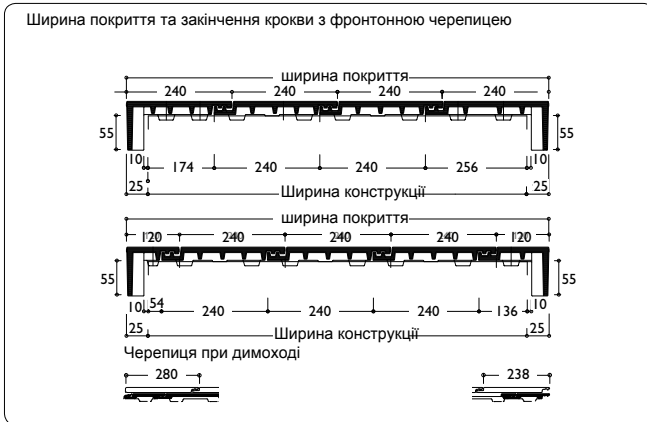 Ширина покриття та закінчення крокви з фронтонною черепицею
ширина покриття
240 240 240 240
55 55
10 174 240 240 256 10
25 Ширина конструкції 25
ширина покриття
120 240 240 240 120
55 55
10 54 240 240 240 136 10
25 Ширина конструкції 25
Черепиця при димоході
280 238